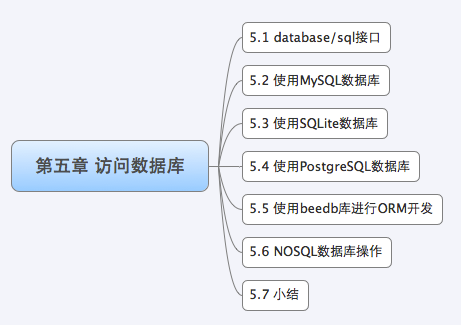 第五章 访问数据库
5.1 database/sql接口
5.2 使用MySQL数据库
5.3 使用SQLite数据库
5.4 使用PostgreSQL数据库
5.5 使用beedb库进行ORM开发
5.6 NOSQL数据库操作
5.7 小结